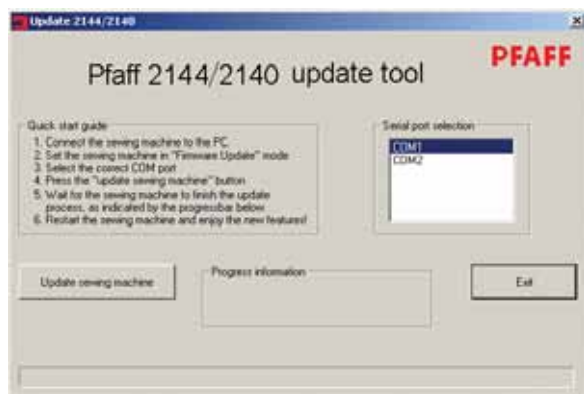 Update 2144/2140
PFAFF
Pfaff 2144/2140 update tool
Quick start guide
1. Connect the sewing machine to the PC
2. Set the sewing machine in "Firmware Update" mode
3. Select the correct COM port
4. Press the "update sewing machine" button
5. Wait for the sewing machine to finish the update
process, as indicated by the progressbar below
6. Restart the sewing machine and enjoy the new features!
Serial port selection
COM1
COM2
Update sewing machine
Progress information
Exit